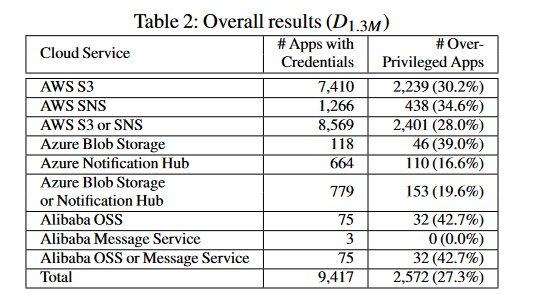 Table 2: Overall results (D1.3M)
Cloud Service # Apps with Credentials # Over-Privileged Apps
AWS S3 7,410 2,239 (30.2%)
AWS SNS 1,266 438 (34.6%)
AWS S3 or SNS 8,569 2,401 (28.0%)
Azure Blob Storage 118 46 (39.0%)
Azure Notification Hub 664 110 (16.6%)
Azure Blob Storage
or Notification Hub 779 153 (19.6%)
Alibaba OSS 75 32 (42.7%)
Alibaba Message Service 3 0 (0.0%)
Alibaba OSS or Message Service 75 32 (42.7%)
Total 9,417 2,572 (27.3%)